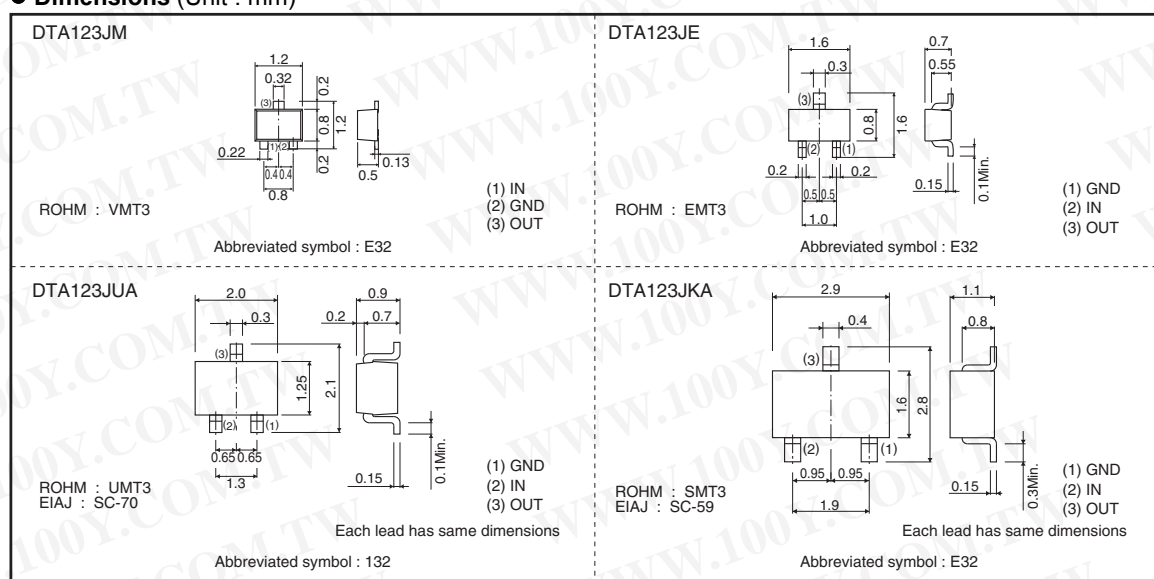 ● Dimensions (Unit : mm)
DTA123JM
1.2
0.32
0.2
(3)
0.8
1.2
(1)(2)
0.2
0.22
0.4 0.4
0.8
0.13
0.5
(1) IN
(2) GND
(3) OUT
ROHM : VMT3
Abbreviated symbol : E32
DTA123JE
1.6
0.3
0.7
0.55
(3)
0.8
1.6
(2)
(1)
0.2
0.2
0.5 0.5
1.0
0.15
0.1Min.
(1) GND
(2) IN
(3) OUT
ROHM : EMT3
Abbreviated symbol : E32
DTA123JUA
2.0
0.3
0.9
0.2
0.7
(3)
1.25
2.1
(2)
(1)
0.65 0.65
1.3
0.15
0.1Min.
(1) GND
(2) IN
(3) OUT
ROHM : UMT3
EIAJ : SC-70
Each lead has same dimensions
Abbreviated symbol : 132
DTA123JKA
2.9
0.4
1.1
0.8
(3)
1.6
2.8
(2)
(1)
0.95 0.95
1.9
0.15
0.3Min.
(1) GND
(2) IN
(3) OUT
ROHM : SMT3
EIAJ : SC-59
Each lead has same dimensions
Abbreviated symbol : E32
WWW.100Y.COM.TW